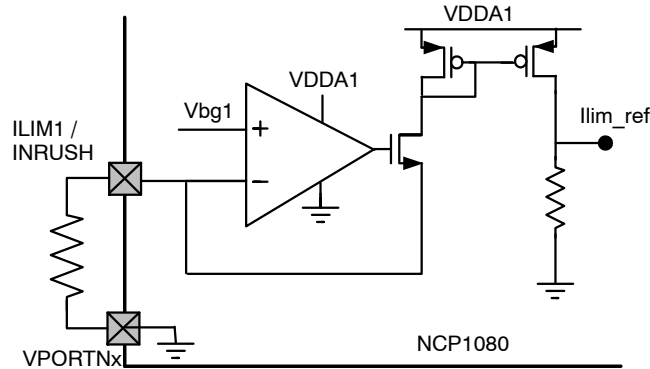 VDDA1
VDDA1
Vbg1
Ilim_ref
ILIM1 /
INRUSH
+
−
NCP1080
VPORTNx